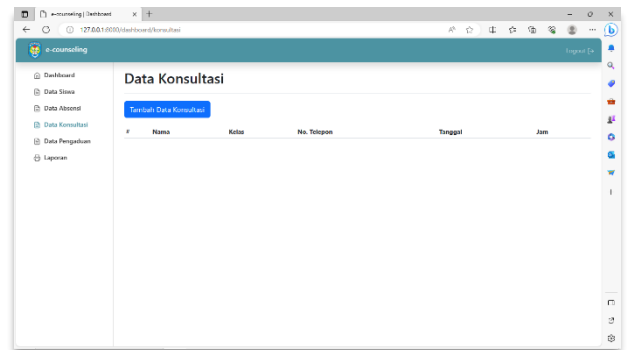 e-counseling | Dashboard
127.0.0.1:8000/dashboard/konsultasi
e-counseling
Logout
Dashboard
Data Siswa
Data Absensi
Data Konsultasi
Data Pengaduan
Laporan
Data Konsultasi
Tambah Data Konsultasi
# Nama Kelas No. Telepon Tanggal Jam